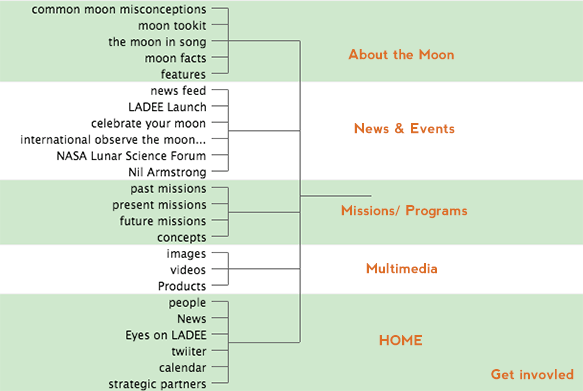 common moon misconceptions
moon tookit
the moon in song
moon facts
features
About the Moon
news feed
LADEE Launch
celebrate your moon
international observe the moon...
NASA Lunar Science Forum
Nil Armstrong
News & Events
past missions
present missions
future missions
concepts
Missions/ Programs
images
videos
Products
Multimedia
people
News
Eyes on LADEE
twiiter
calendar
strategic partners
HOME
Get invovled